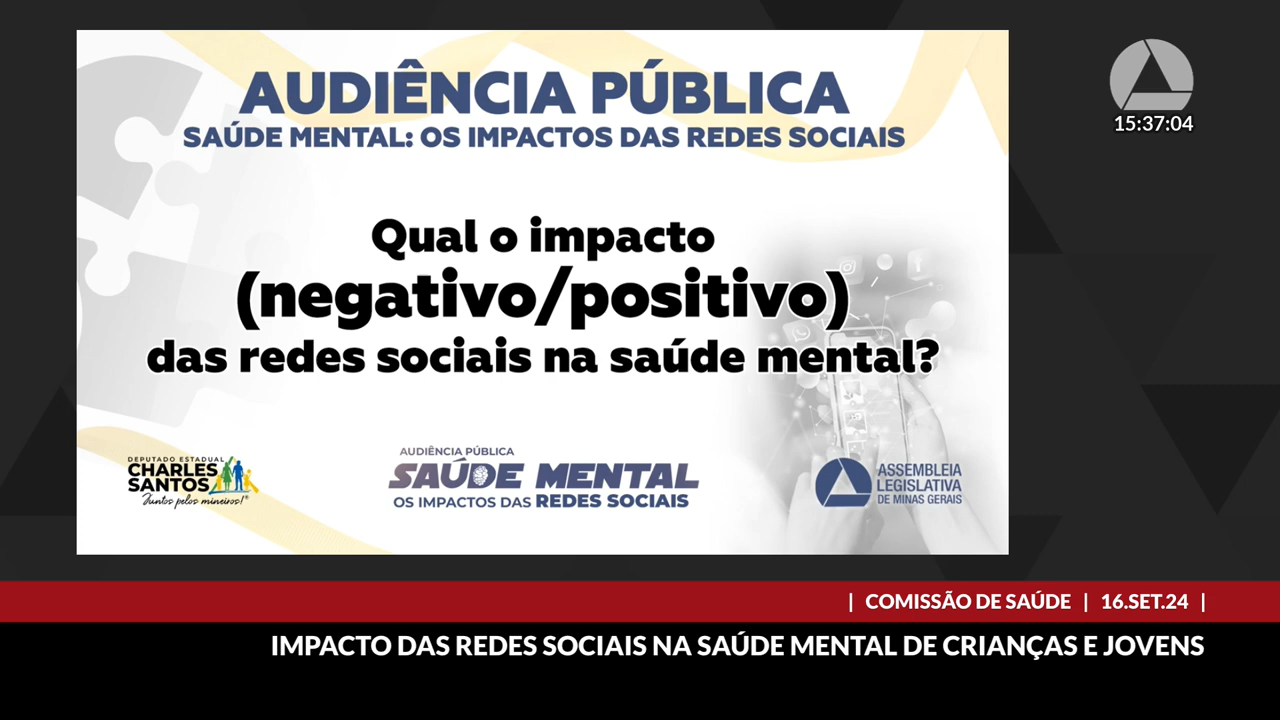 AUDIÊNCIA PÚBLICA
SAÚDE MENTAL: OS IMPACTOS DAS REDES SOCIAIS
15:37:04
Qual o impacto
(negativo/positivo)
das redes sociais na saúde mental?
DEPUTADO ESTADUAL
CHARLES
SANTOS
Juntos pelos mineiros!®
AUDIÊNCIA PÚBLICA
SAÚDE MENTAL
OS IMPACTOS DAS REDES SOCIAIS
ASSEMBLEIA
LEGISLATIVA
DE MINAS GERAIS
| COMISSÃO DE SAÚDE | 16.SET.24 |
IMPACTO DAS REDES SOCIAIS NA SAÚDE MENTAL DE CRIANÇAS E JOVENS